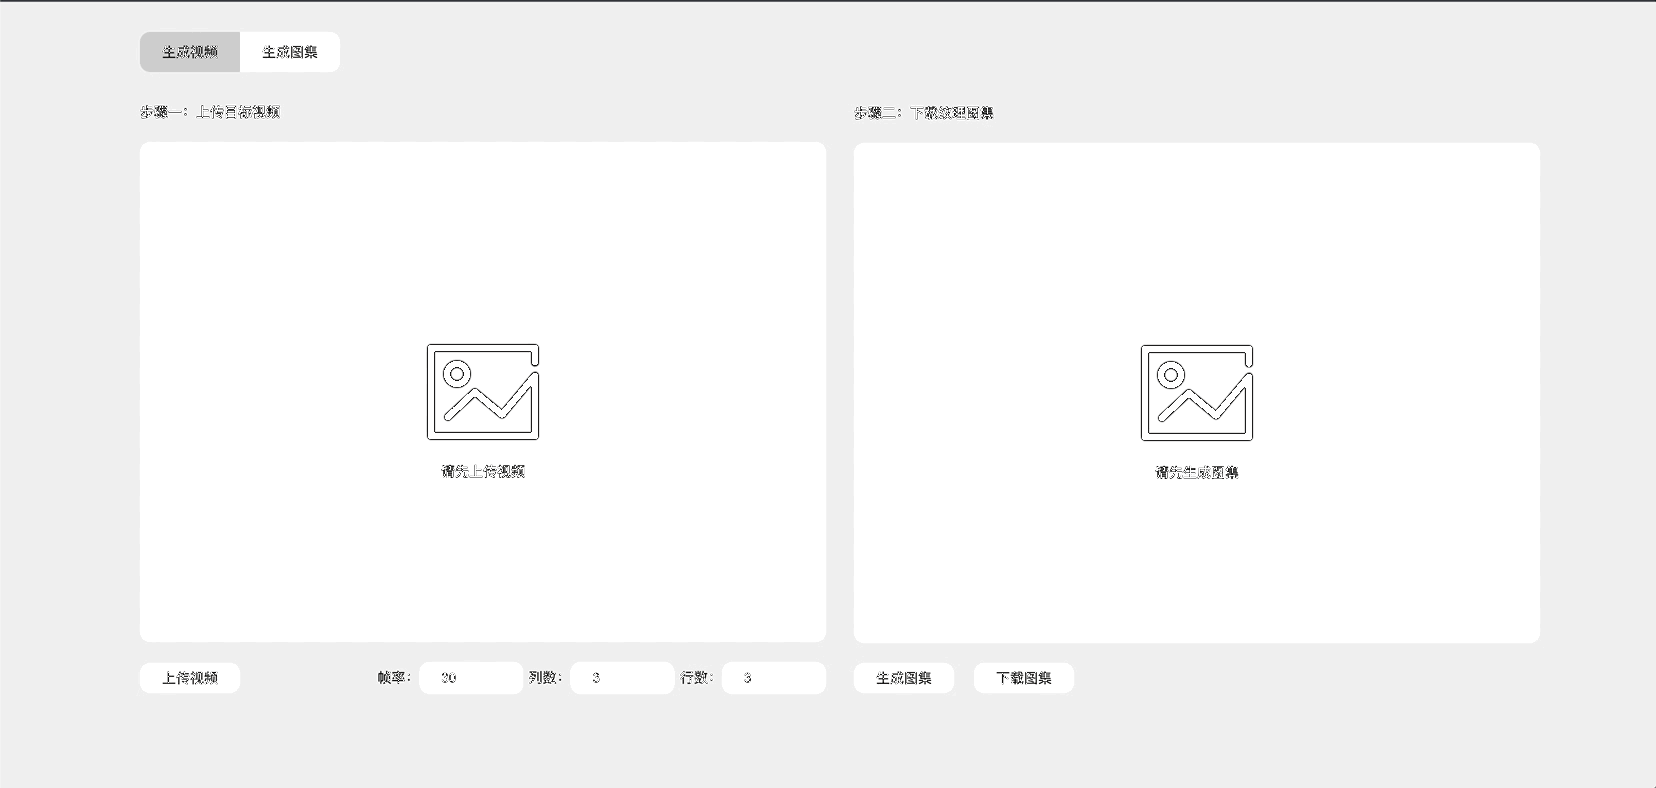 生成视频
生成图集
步骤一：上传目标视频
步骤二：下载纹理图集
请先上传视频
请先生成图集
上传视频
帧率：
30
列数：
3
行数：
3
生成图集
下载图集